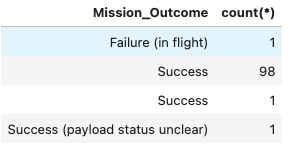 Mission_Outcome count(*)
Failure (in flight) 1
Success 98
Success 1
Success (payload status unclear) 1